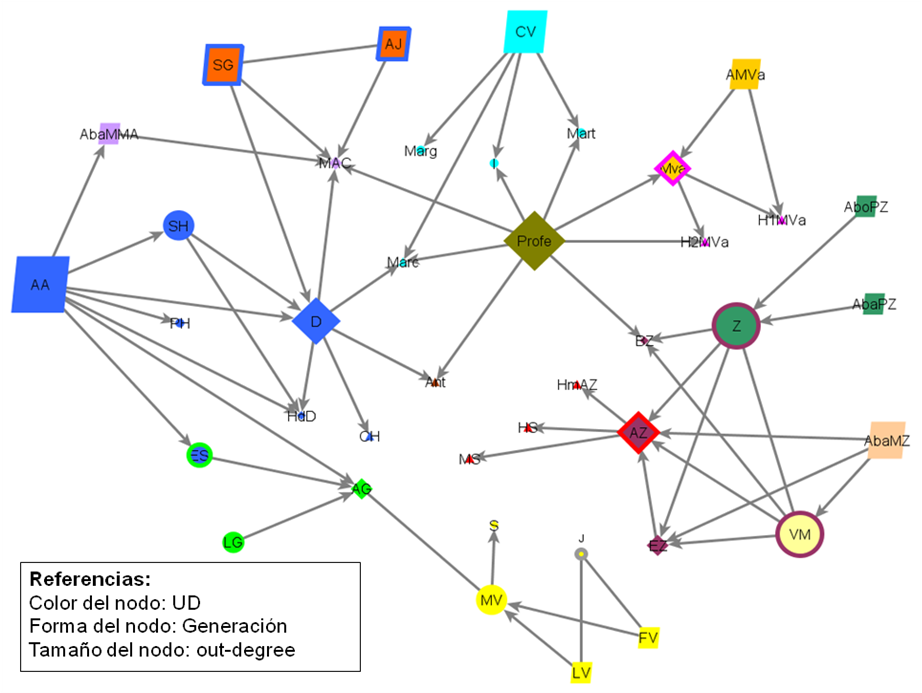 CV
AJ
SG
AMVa
AbaMMA
Mart
Marg
MAC
I
Mva
AboPZ
H1MVa
SH
Profe
H2MVa
Marc
AA
AbaPZ
PH
D
Z
BZ
Ant
HmAZ
HdD
CH
HS
AZ
AbaMZ
ES
MS
AG
S
VM
LG
J
EZ
MV
FV
LV
Referencias:
Color del nodo: UD
Forma del nodo: Generación
Tamaño del nodo: out-degree